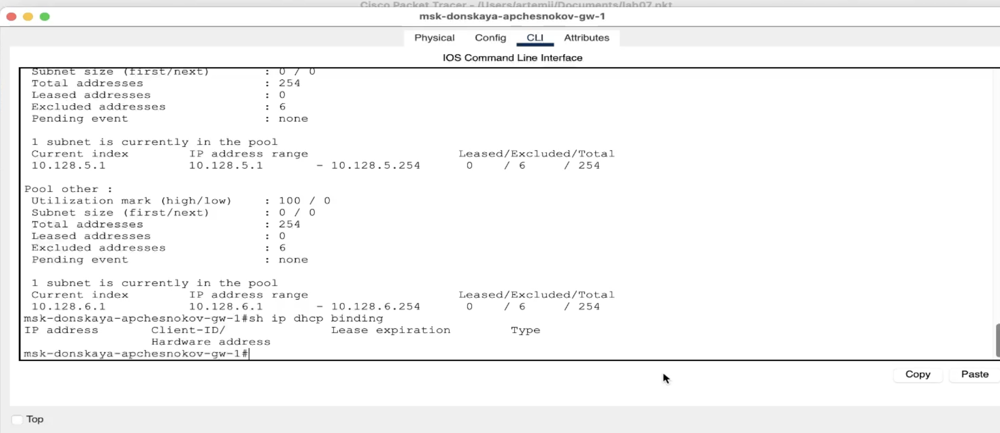 Cisco Packet Tracer - /Users/artemii/Documents/lab07.pkt
msk-donskaya-apchesnokov-gw-1
Physical Config CLI Attributes
IOS Command Line Interface
Subnet size (first/next) : 0 / 0
Total addresses : 254
Leased addresses : 0
Excluded addresses : 6
Pending event : none
1 subnet is currently in the pool
Current index IP address range Leased/Excluded/Total
10.128.5.1 10.128.5.1 - 10.128.5.254 0 / 6 / 254
Pool other :
Utilization mark (high/low) : 100 / 0
Subnet size (first/next) : 0 / 0
Total addresses : 254
Leased addresses : 0
Excluded addresses : 6
Pending event : none
1 subnet is currently in the pool
Current index IP address range Leased/Excluded/Total
10.128.6.1 10.128.6.1 - 10.128.6.254 0 / 6 / 254
msk-donskaya-apchesnokov-gw-1#sh ip dhcp binding
IP address Client-ID/ Lease expiration Type
Hardware address
msk-donskaya-apchesnokov-gw-1#
Copy Paste
Top